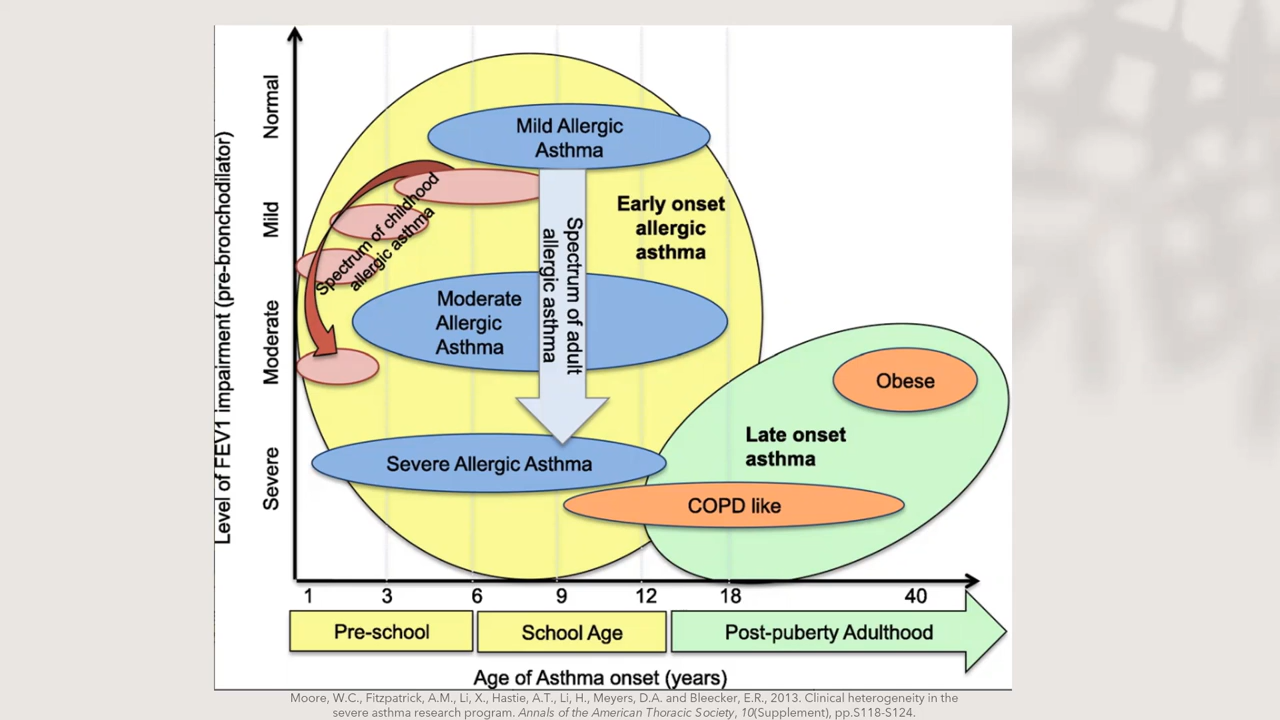 Level of FEV1 impairment (pre-bronchodilator)
Normal
Mild
Moderate
Severe
Mild Allergic
Asthma
Spectrum of childhood
allergic asthma
Early onset
allergic
asthma
Spectrum of adult
allergic asthma
Moderate
Allergic
Asthma
Obese
Late onset
asthma
Severe Allergic Asthma
COPD like
1 3 6 9 12 18 40
Pre-school School Age Post-puberty Adulthood
Age of Asthma onset (years)
Moore, W.C., Fitzpatrick, A.M., Li, X., Hastie, A.T., Li, H., Meyers, D.A. and Bleecker, E.R., 2013. Clinical heterogeneity in the
severe asthma research program. Annals of the American Thoracic Society, 10(Supplement), pp.S118-S124.